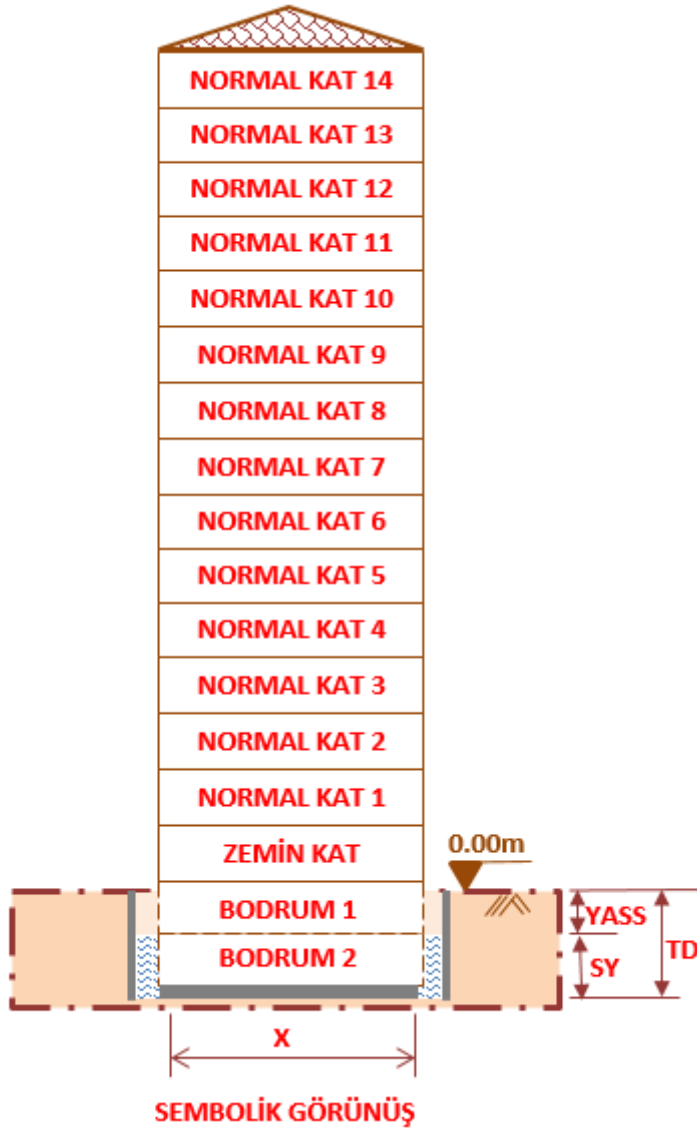 NORMAL KAT 14
NORMAL KAT 13
NORMAL KAT 12
NORMAL KAT 11
NORMAL KAT 10
NORMAL KAT 9
NORMAL KAT 8
NORMAL KAT 7
NORMAL KAT 6
NORMAL KAT 5
NORMAL KAT 4
NORMAL KAT 3
NORMAL KAT 2
NORMAL KAT 1
0.00m
ZEMİN KAT
BODRUM 1
YASS
BODRUM 2
SY
TD
X
SEMBOLİK GÖRÜNÜŞ